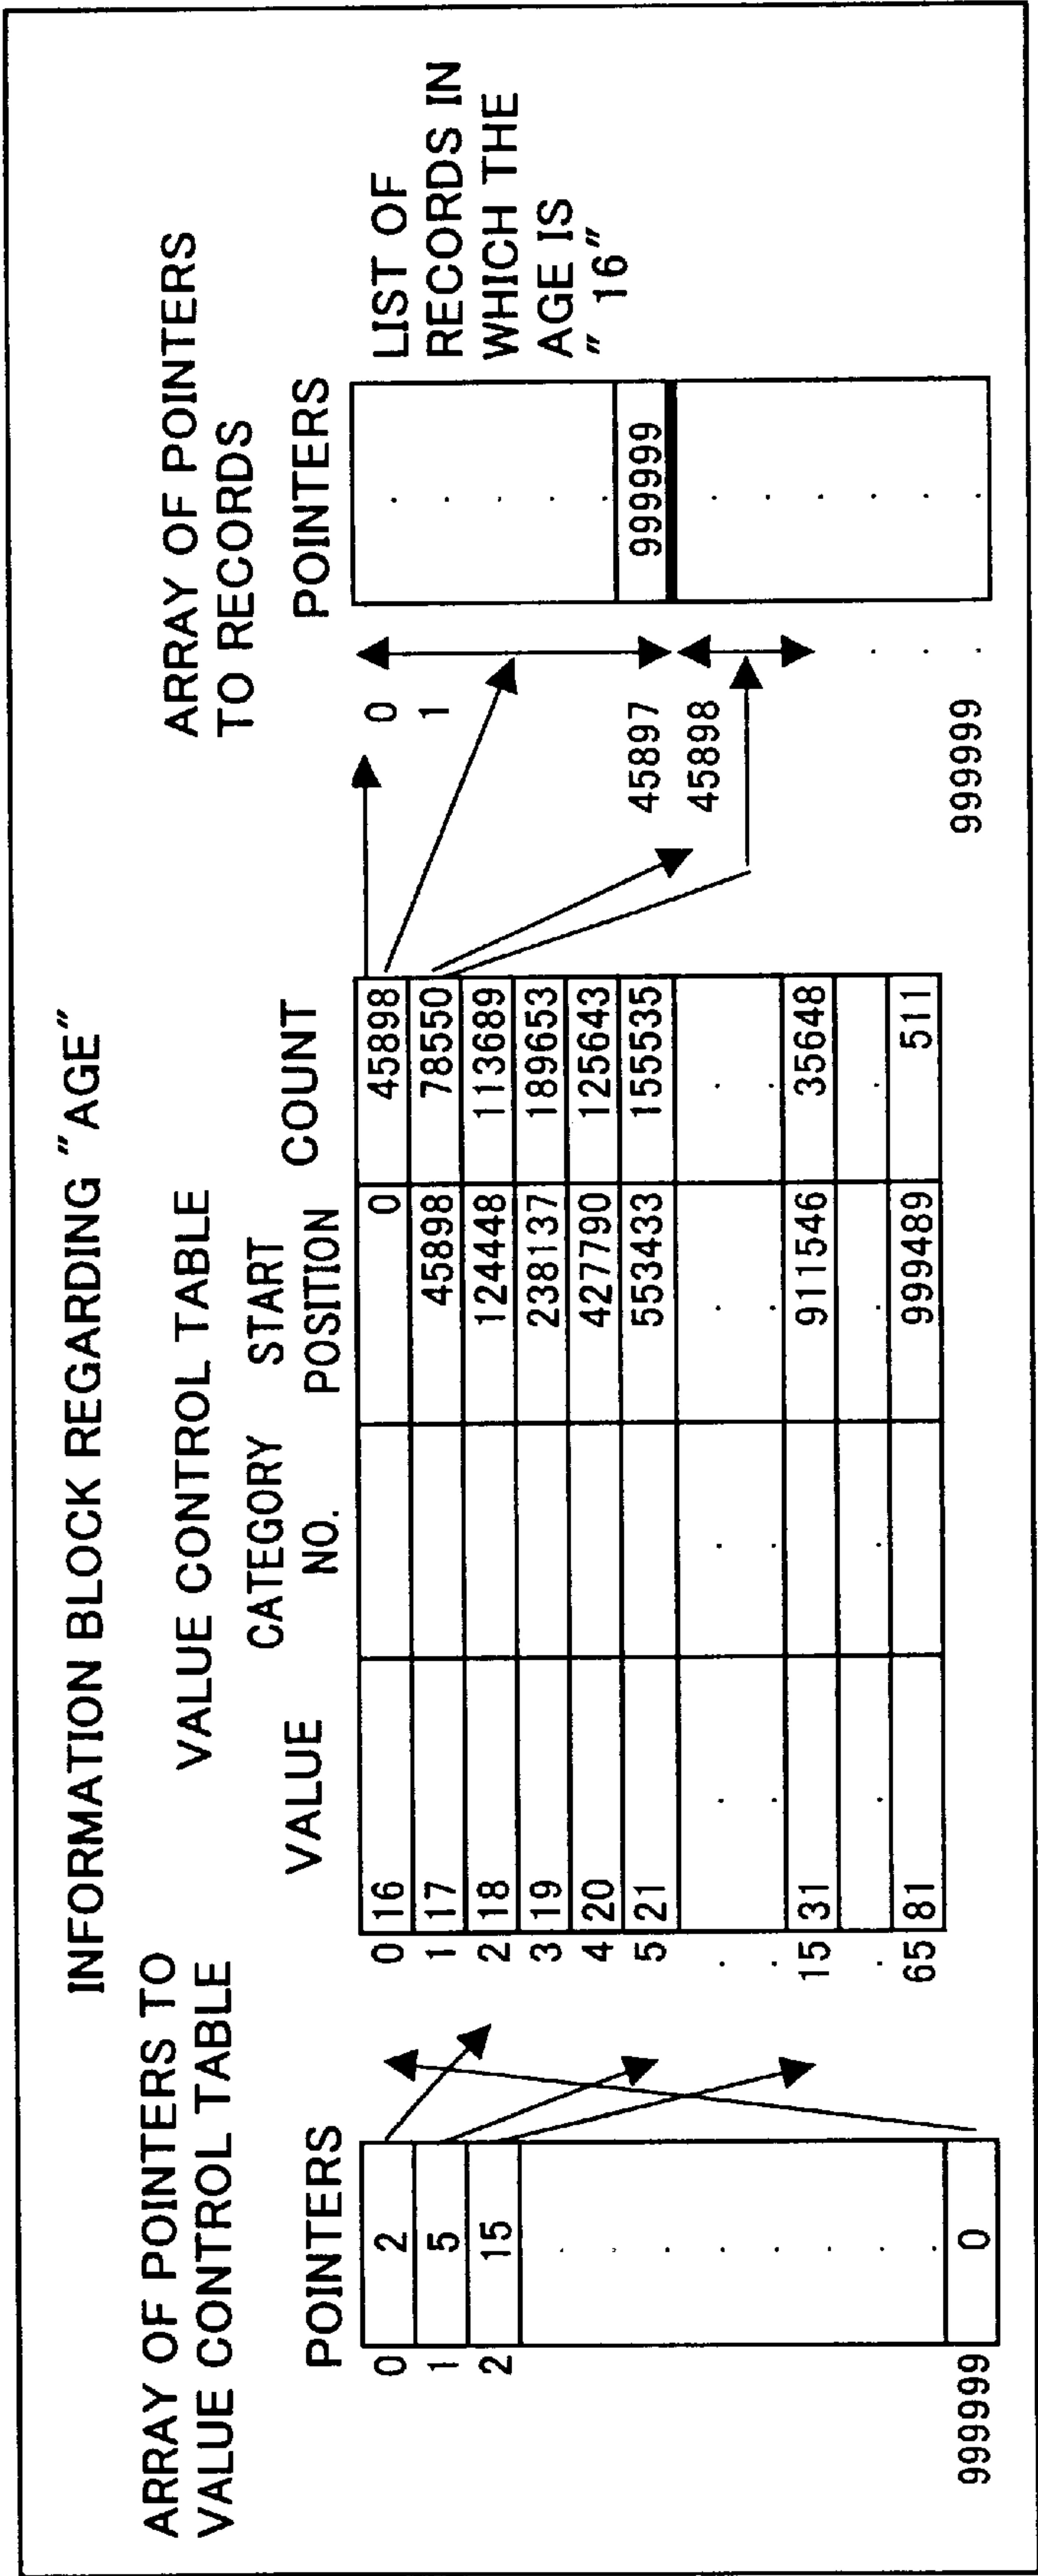 INFORMATION BLOCK REGARDING "AGE"
ARRAY OF POINTERS TO
VALUE CONTROL TABLE
POINTERS
0 2
1 5
2 15
999999 0
VALUE CONTROL TABLE
VALUE CATEGORY NO. START POSITION COUNT
0 16 0 45898
1 17 45898 78550
2 18 124448 113689
3 19 238137 189653
4 20 427790 125643
5 21 553433 155535
15 31 911546 35648
65 81 999489 511
ARRAY OF POINTERS
TO RECORDS
POINTERS
0
1
45897 999999
45898
999999
LIST OF
RECORDS IN
WHICH THE
AGE IS
" 16"